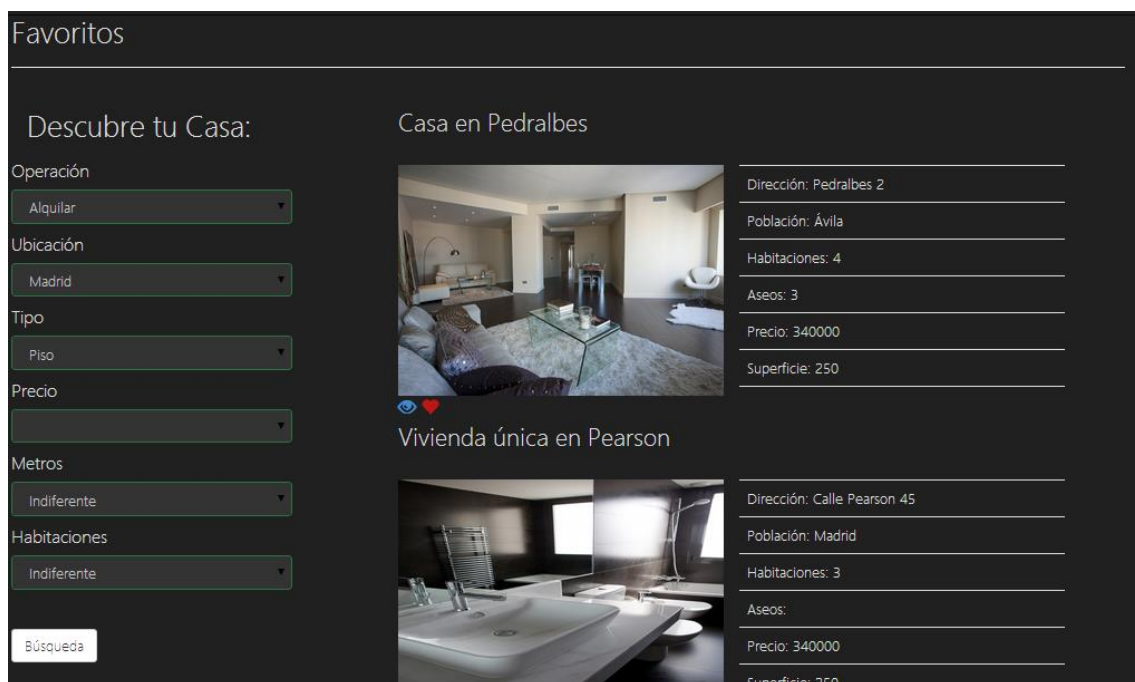 Favoritos
Descubre tu Casa:
Operación
Alquilar
Ubicación
Madrid
Tipo
Piso
Precio
Metros
Indiferente
Habitaciones
Indiferente
Búsqueda
Casa en Pedralbes
Dirección: Pedralbes 2
Población: Ávila
Habitaciones: 4
Aseos: 3
Precio: 340000
Superficie: 250
Vivienda única en Pearson
Dirección: Calle Pearson 45
Población: Madrid
Habitaciones: 3
Aseos:
Precio: 340000
Superficie: 250